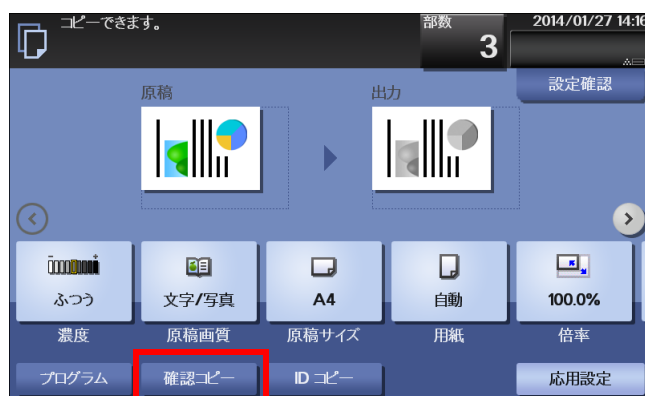 コピーできます。
部数
3
2014/01/27 14:16
設定確認
原稿
出力
ふつう
文字/写真
A4
自動
100.0%
濃度
原稿画質
原稿サイズ
用紙
倍率
プログラム
確認コピー
ID コピー
応用設定